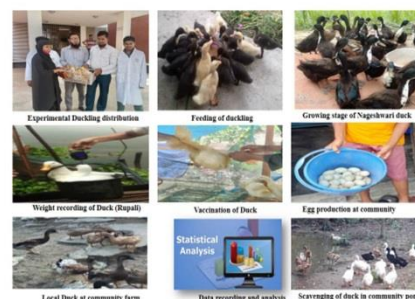 Experimental Duckling distribution
Feeding of duckling
Growing stage of Nageshwari duck
Weight recording of Duck (Rupali)
Vaccination of Duck
Egg production at community
Statistical
Analysis
Local Duck at community farm
Data recording and analysis
Scavenging of duck in community